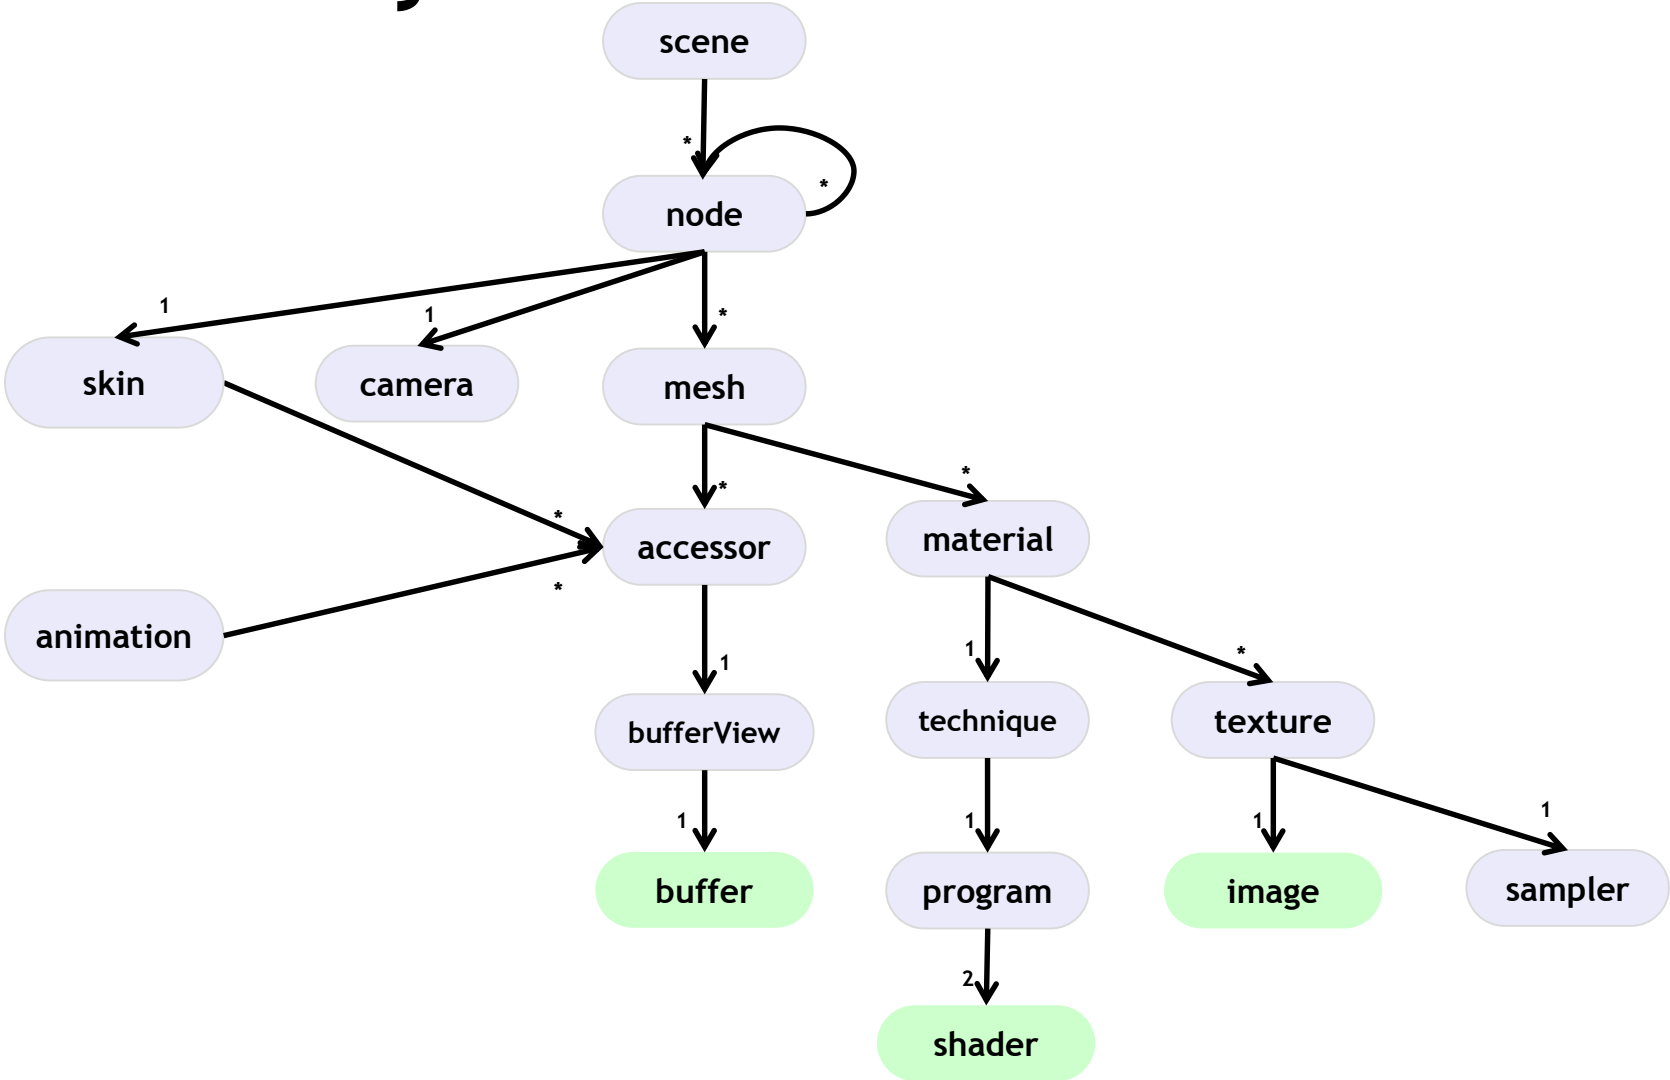 scene
*
*
node
1
1
*
skin
camera
mesh
*
*
*
accessor
material
*
animation
1
1
*
bufferView
technique
texture
1
1
1
1
buffer
program
image
sampler
2
shader